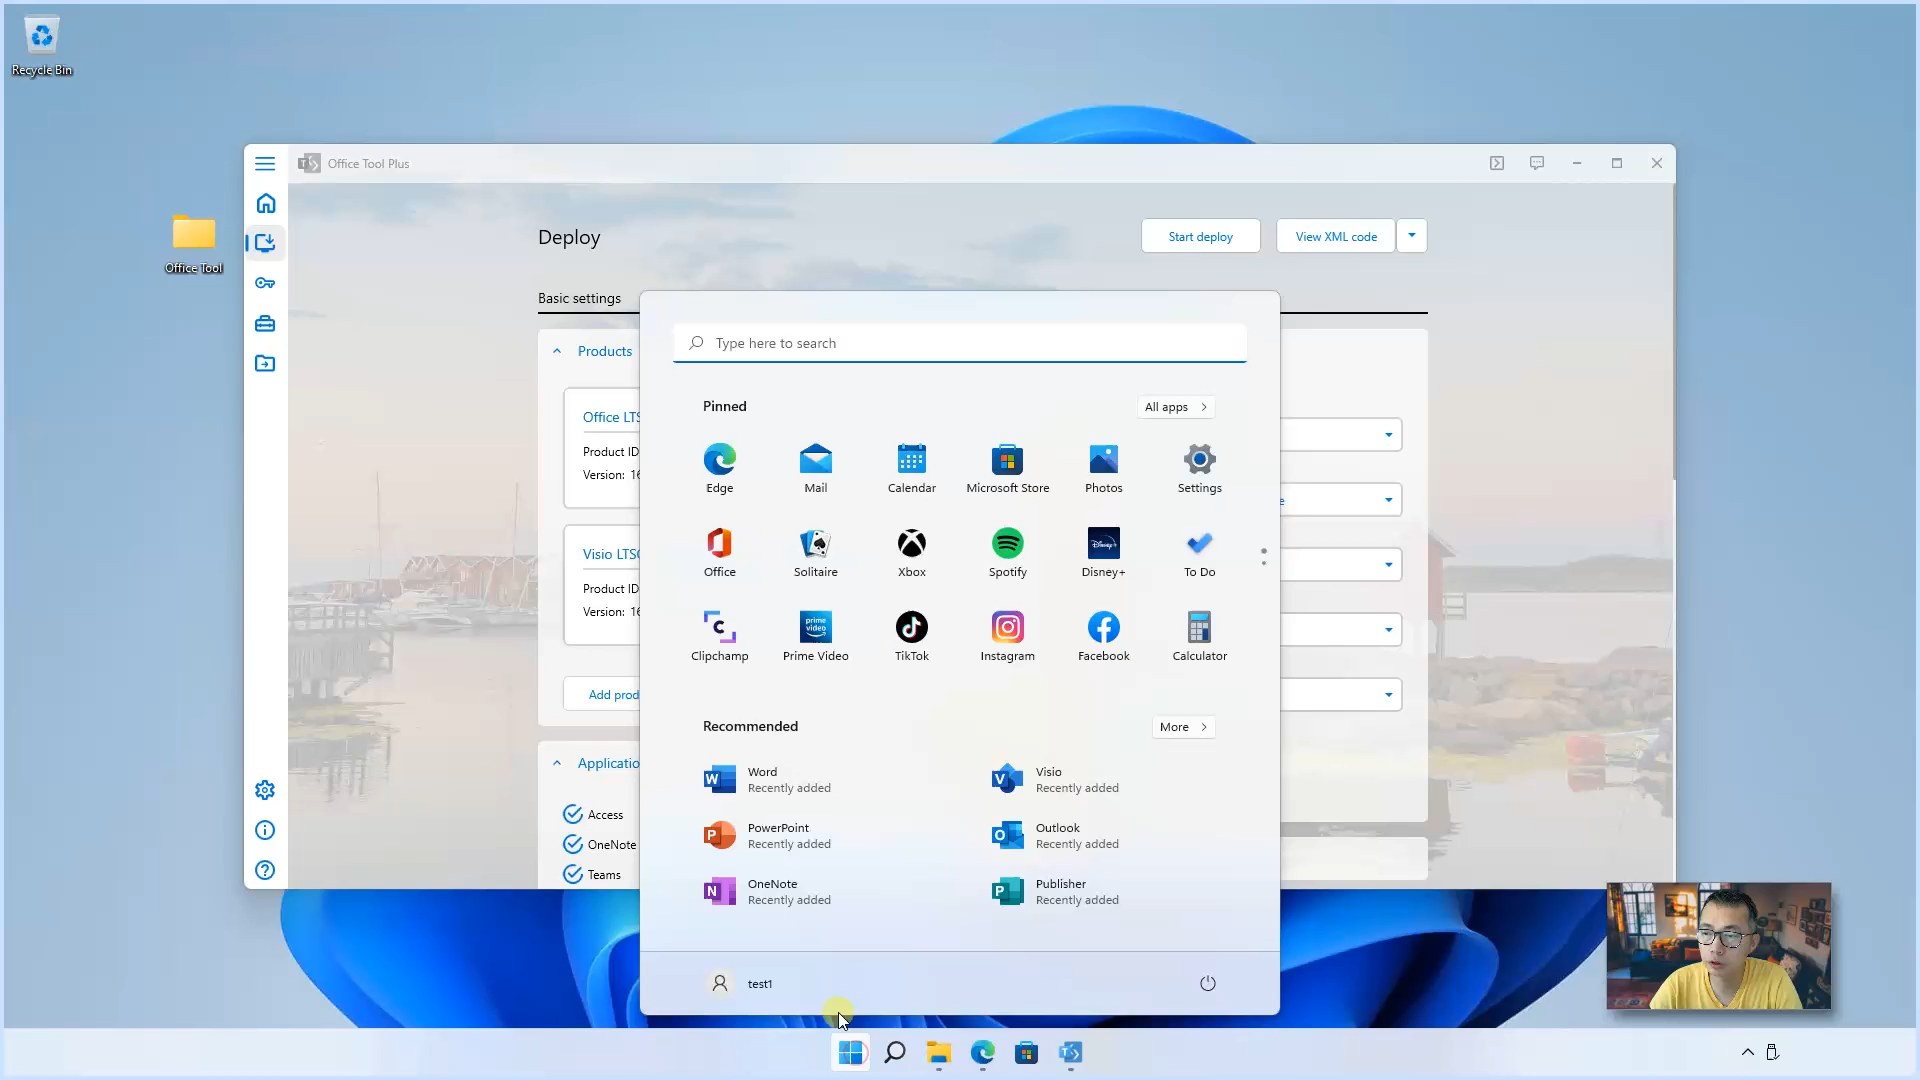 Recycle Bin
Office Tool
Office Tool Plus
Deploy
Start deploy
View XML code
Basic settings
Products
Office LTS
Product ID
Version: 16
Visio LTSC
Product ID
Version: 16
Add prod
Applicatio
Access
OneNote
Teams
Type here to search
Pinned
All apps
Edge
Mail
Calendar
Microsoft Store
Photos
Settings
Office
Solitaire
Xbox
Spotify
Disney+
To Do
Clipchamp
prime video
Prime Video
TikTok
Instagram
Facebook
Calculator
Recommended
More
Word
Recently added
Visio
Recently added
PowerPoint
Recently added
Outlook
Recently added
OneNote
Recently added
Publisher
Recently added
test1